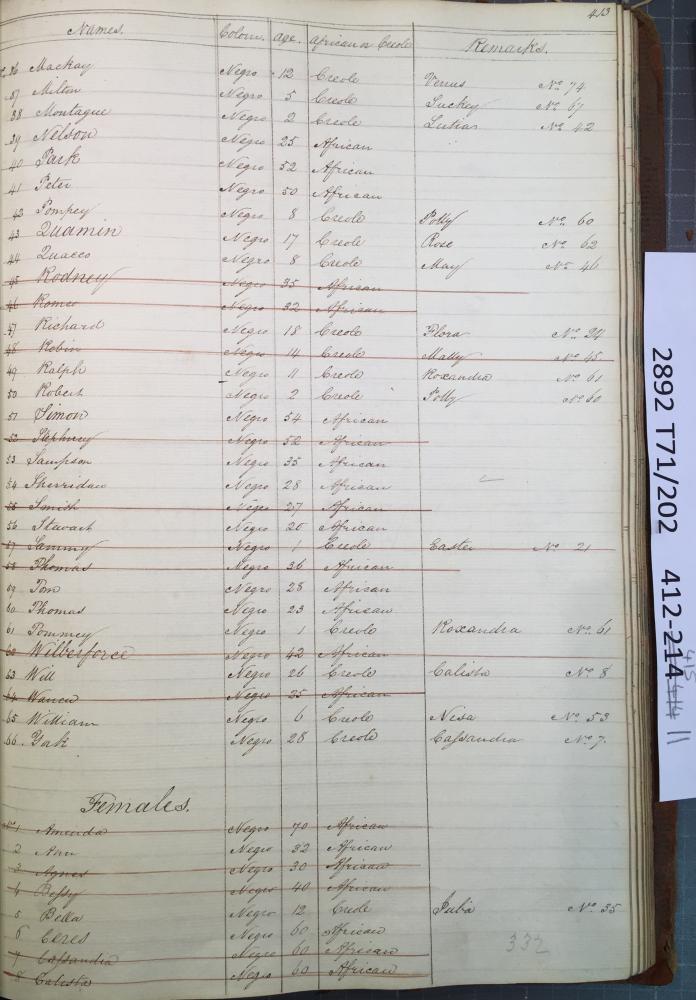 413
Names. Colour. age. African or Creole Remarks.
No. 36 Mackay Negro 12 Creole Venus No. 74
37 Milton Negro 5 Creole Suckey No. 67
38 Montague Negro 2 Creole Lutias No. 42
39 Nelson Negro 25 African
40 Park Negro 52 African
41 Peter Negro 50 African
42 Pompey Negro 8 Creole Polly No. 60
43 Quamin Negro 17 Creole Rose No. 62
44 Quaco Negro 8 Creole May No. 46
45 Rodney Negro 35 African
46 Romeo Negro 32 African
47 Richard Negro 18 Creole Flora No. 24
48 Robin Negro 14 Creole Matty No. 45
49 Ralph Negro 11 Creole Roxandra No. 61
50 Robert Negro 2 Creole Polly No. 60
51 Simon Negro 54 African
52 Stephney Negro 52 African
53 Sampson Negro 35 African
54 Sherridan Negro 28 African
55 Smith Negro 27 African
56 Stewart Negro 20 African
57 Sammy Negro 1 Creole Easter No. 21
58 Thomas Negro 36 African
59 Tom Negro 28 African
60 Thomas Negro 23 African
61 Tommey Negro 1 Creole Roxandra No. 61
62 Wilberforce Negro 42 African
63 Will Negro 26 Creole Calista No. 8
64 Negro 35 African
65 William Negro 6 Creole Nisa No. 53
66. York Negro 28 Creole Cassandra No. 7.
Females.
No. 1 Amenda Negro 70 African
2 Ann Negro 32 African
3 Agnes Negro 30 African
4 Bessy Negro 40 African
5 Bella Negro 12 Creole Juba No. 35
6 Ceres Negro 60 African
7 Cassandra Negro 60 African
8 Calista Negro 60 African
332
2892 T71/202 412-214
415
11